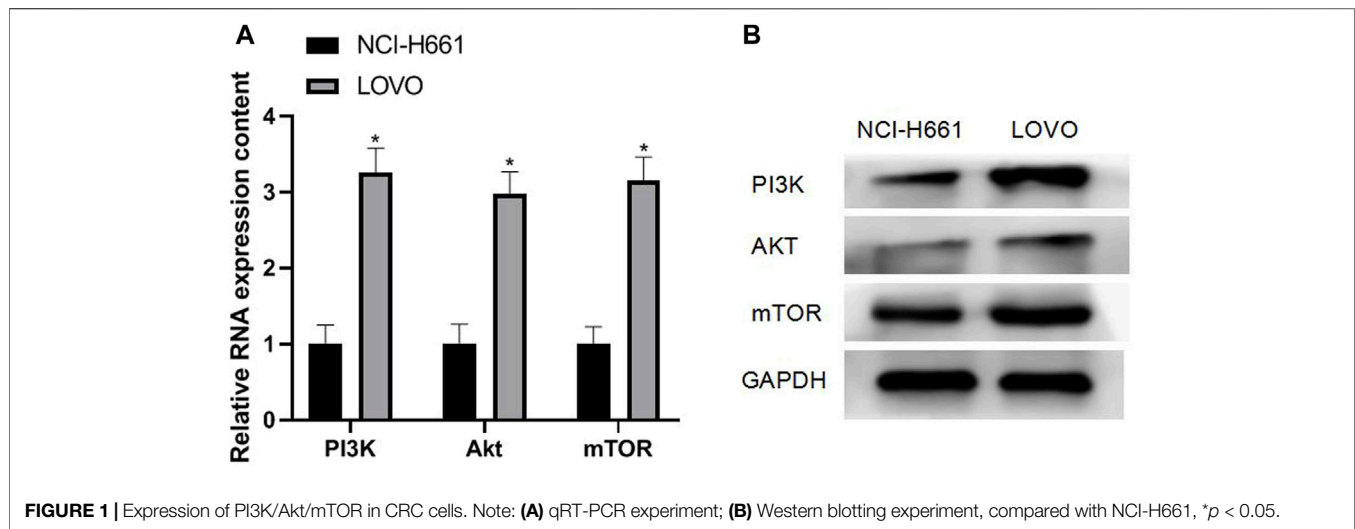 A
NCI-H661
LOVO
Relative RNA expression content
4
3
2
1
0
*
*
*
PI3K
Akt
mTOR
B
NCI-H661 LOVO
PI3K
AKT
mTOR
GAPDH
FIGURE 1 | Expression of PI3K/Akt/mTOR in CRC cells. Note: (A) qRT-PCR experiment; (B) Western blotting experiment, compared with NCI-H661, *p < 0.05.